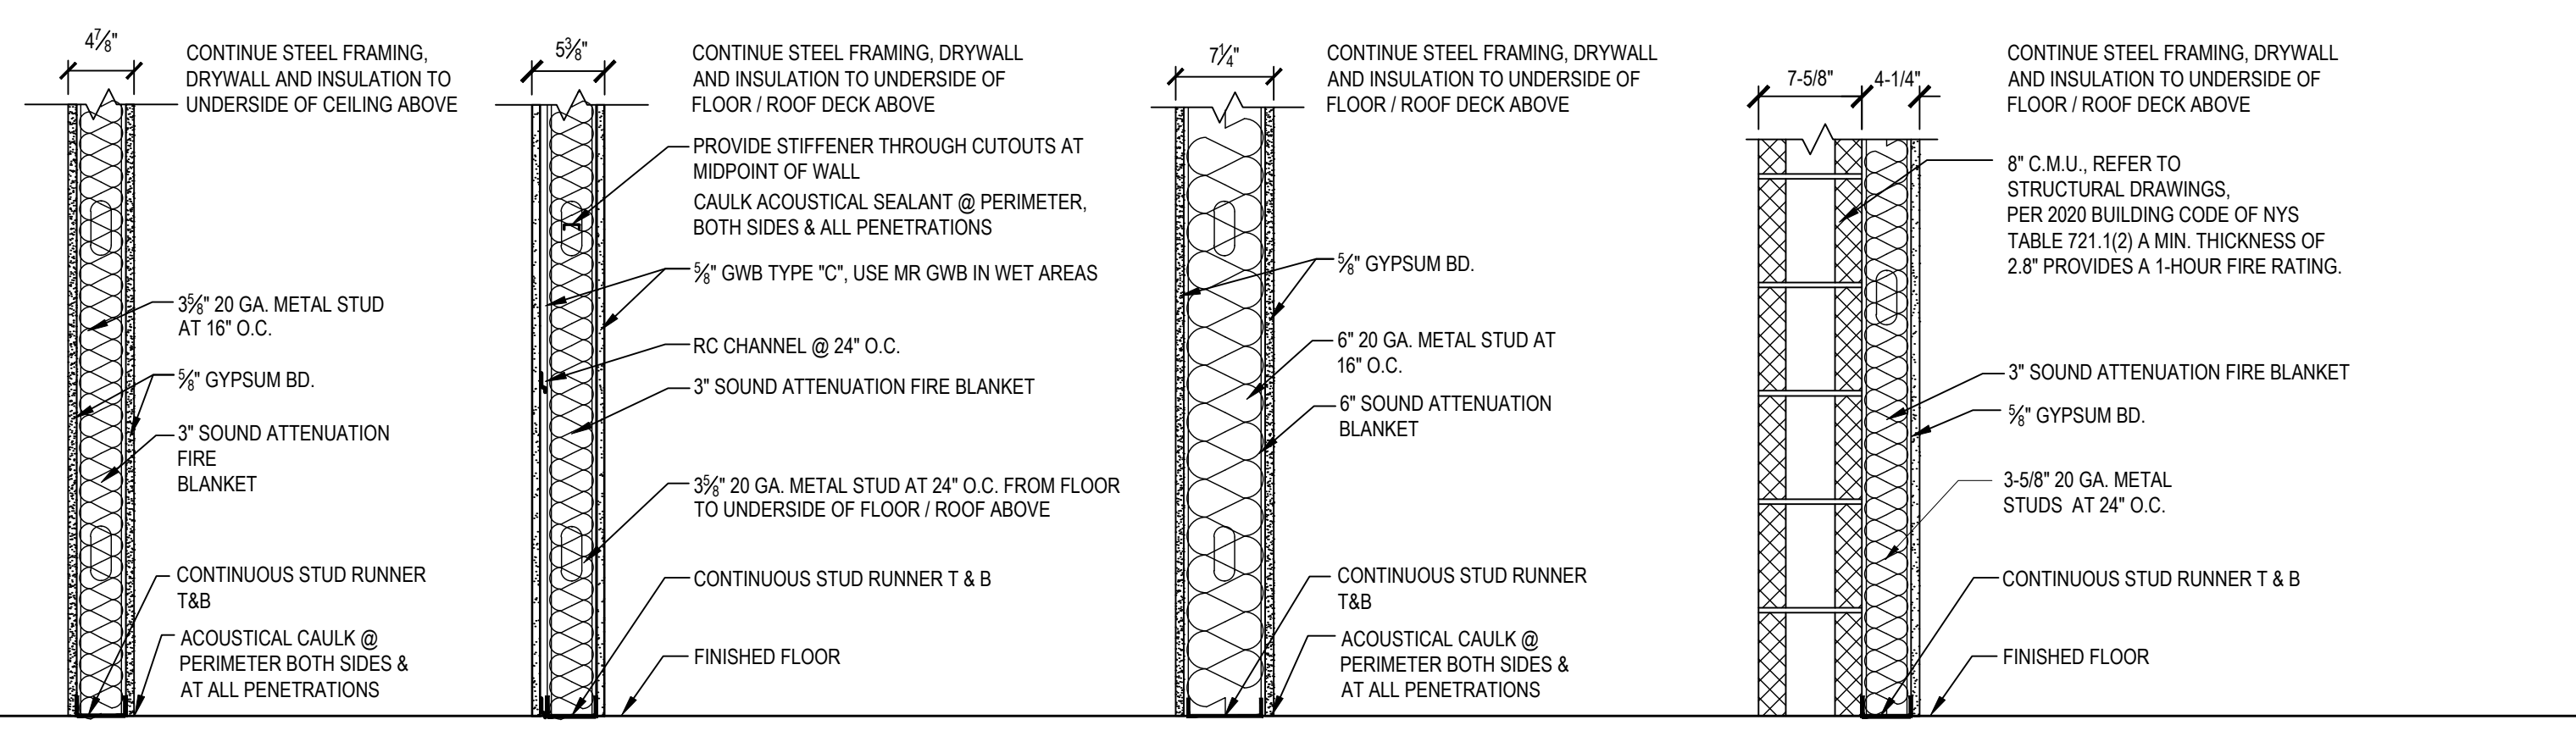 4 7/8"
CONTINUE STEEL FRAMING,
DRYWALL AND INSULATION TO
UNDERSIDE OF CEILING ABOVE
3 5/8" 20 GA. METAL STUD
AT 16" O.C.
5/8" GYPSUM BD.
3" SOUND ATTENUATION
FIRE
BLANKET
CONTINUOUS STUD RUNNER
T&B
ACOUSTICAL CAULK @
PERIMETER BOTH SIDES &
AT ALL PENETRATIONS
5 3/8"
CONTINUE STEEL FRAMING, DRYWALL
AND INSULATION TO UNDERSIDE OF
FLOOR / ROOF DECK ABOVE
PROVIDE STIFFENER THROUGH CUTOUTS AT
MIDPOINT OF WALL
CAULK ACOUSTICAL SEALANT @ PERIMETER,
BOTH SIDES & ALL PENETRATIONS
5/8" GWB TYPE "C", USE MR GWB IN WET AREAS
RC CHANNEL @ 24" O.C.
3" SOUND ATTENUATION FIRE BLANKET
3 5/8" 20 GA. METAL STUD AT 24" O.C. FROM FLOOR
TO UNDERSIDE OF FLOOR / ROOF ABOVE
CONTINUOUS STUD RUNNER T & B
FINISHED FLOOR
7 1/4"
CONTINUE STEEL FRAMING, DRYWALL
AND INSULATION TO UNDERSIDE OF
FLOOR / ROOF DECK ABOVE
5/8" GYPSUM BD.
6" 20 GA. METAL STUD AT
16" O.C.
6" SOUND ATTENUATION
BLANKET
CONTINUOUS STUD RUNNER
T&B
ACOUSTICAL CAULK @
PERIMETER BOTH SIDES &
AT ALL PENETRATIONS
7-5/8" 4-1/4"
CONTINUE STEEL FRAMING, DRYWALL
AND INSULATION TO UNDERSIDE OF
FLOOR / ROOF DECK ABOVE
8" C.M.U., REFER TO
STRUCTURAL DRAWINGS,
PER 2020 BUILDING CODE OF NYS
TABLE 721.1(2) A MIN. THICKNESS OF
2.8" PROVIDES A 1-HOUR FIRE RATING.
3" SOUND ATTENUATION FIRE BLANKET
5/8" GYPSUM BD.
3-5/8" 20 GA. METAL
STUDS AT 24" O.C.
CONTINUOUS STUD RUNNER T & B
FINISHED FLOOR